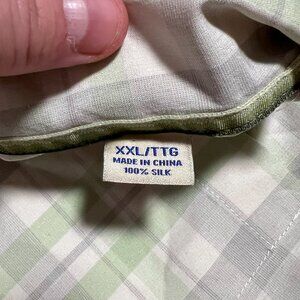 XXL/TTG
MADE IN CHINA
100% SILK